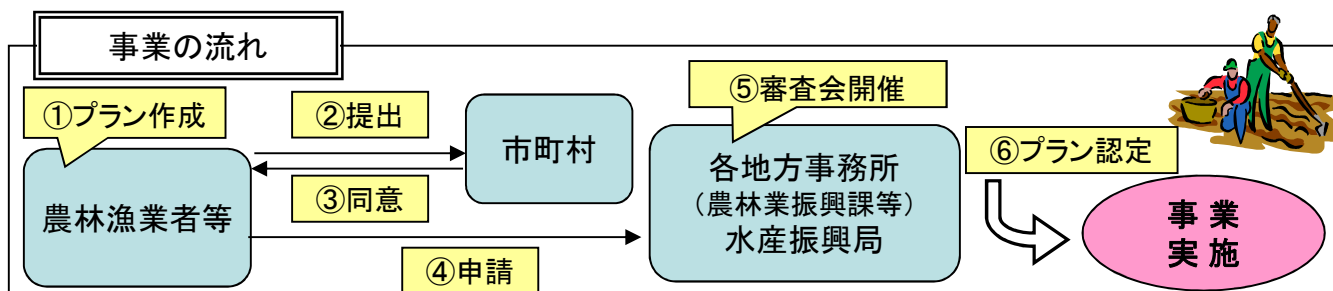 事業の流れ
①プラン作成
②提出
③同意
④申請
⑤審査会開催
⑥プラン認定
農林漁業者等
市町村
各地方事務所
（農林業振興課等）
水産振興局
事 業
実 施